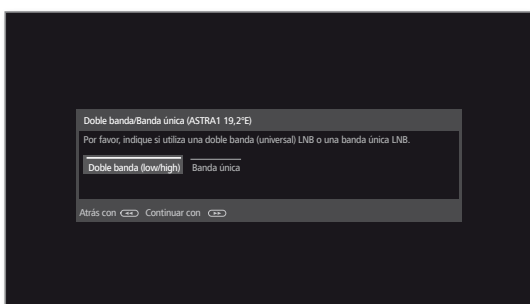 Doble banda/Banda única (ASTRA1 19,2°E)
Por favor, indique si utiliza una doble banda (universal) LNB o una banda única LNB.
Doble banda (low/high) Banda única
Atrás con Continuar con